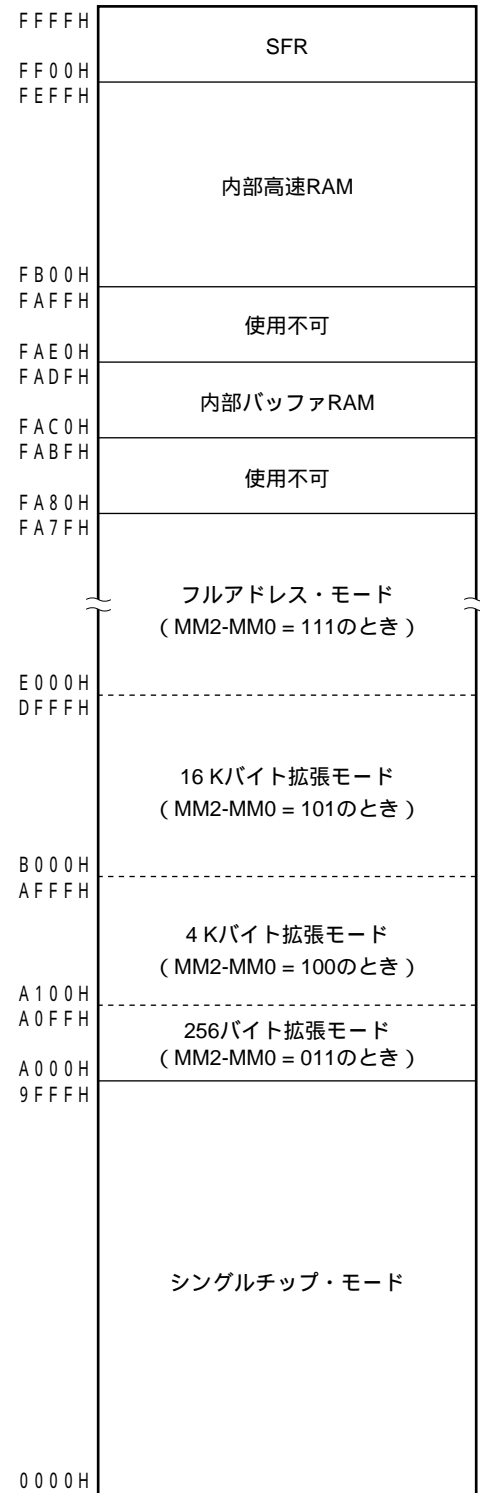 FFFFH
SFR
FF00H
FEFFH
内部高速RAM
FB00H
FAFFH
使用不可
FAE0H
FADFH
内部バッファRAM
FAC0H
FABFH
使用不可
FA80H
FA7FH
フルアドレス・モード
（MM2-MM0 = 111のとき）
E000H
DFFFH
16 Kバイト拡張モード
（MM2-MM0 = 101のとき）
B000H
AFFFH
4 Kバイト拡張モード
（MM2-MM0 = 100のとき）
A100H
A0FFH
256バイト拡張モード
（MM2-MM0 = 011のとき）
A000H
9FFFH
シングルチップ・モード
0000H